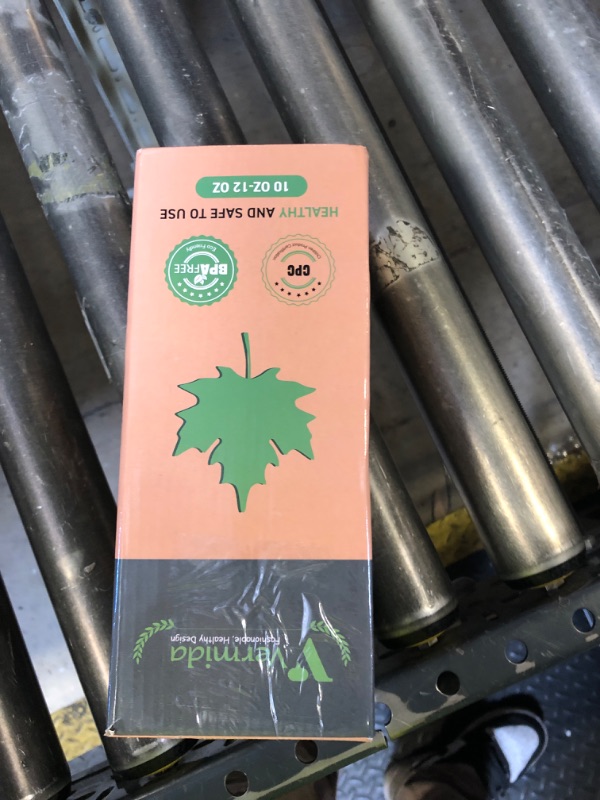 Vermida
Fashionable, Healthy Design
CPC
BPA FREE
Eco Friendly
HEALTHY AND SAFE TO USE
10 OZ-12 OZ